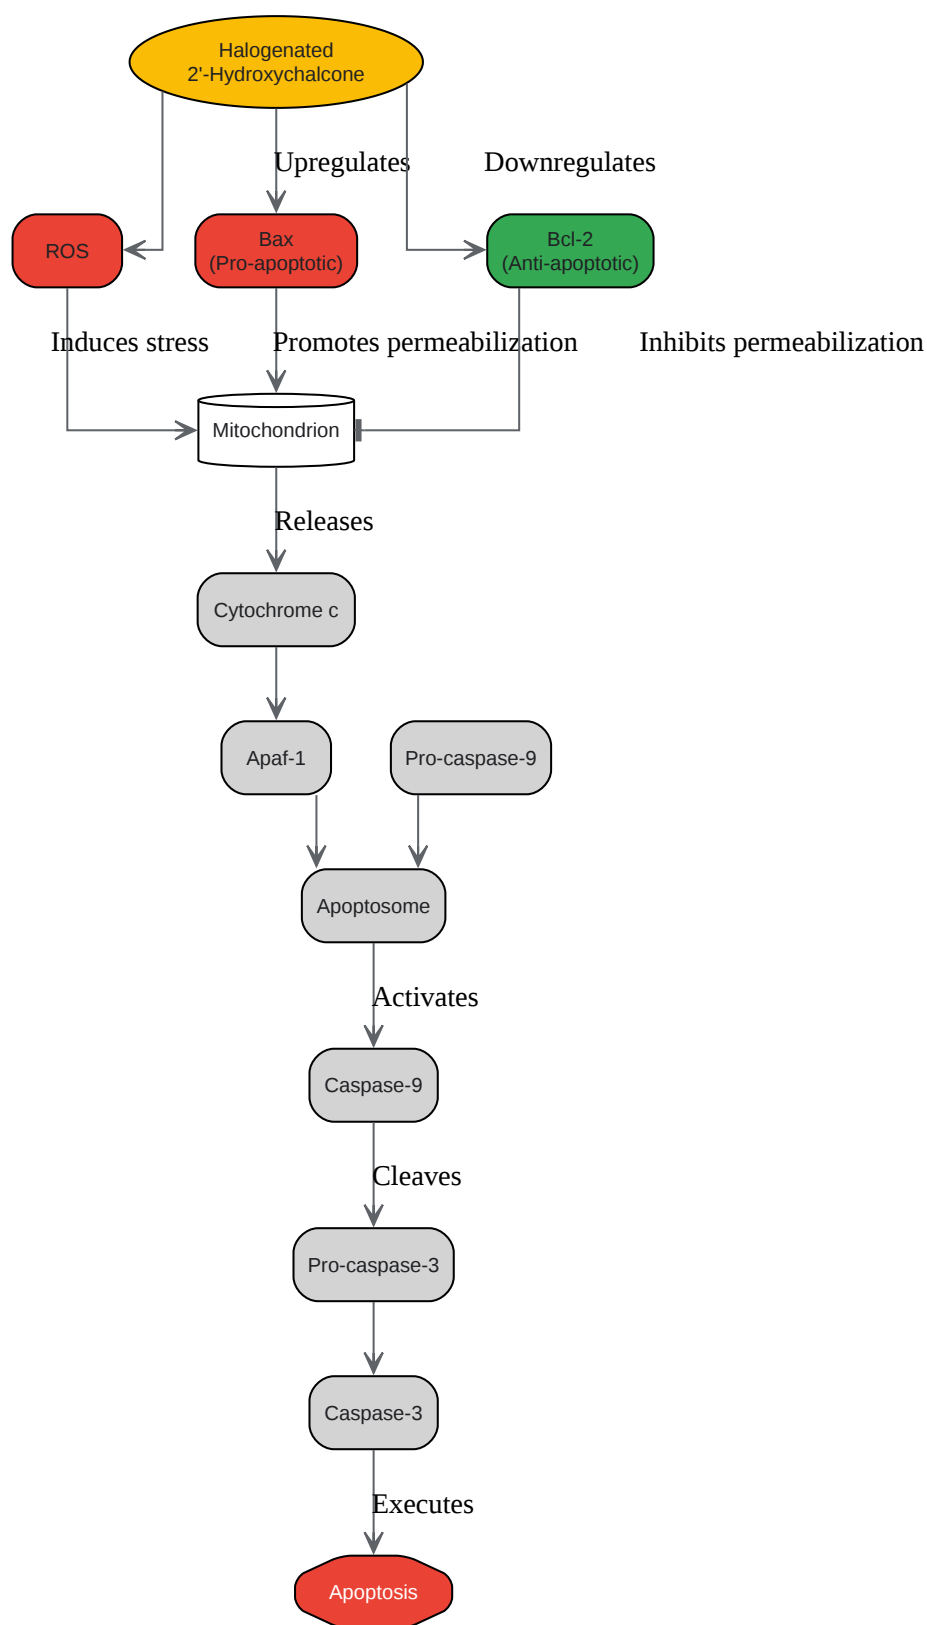 Halogenated
2'-Hydroxychalcone
Upregulates
Downregulates
ROS
Bax
(Pro-apoptotic)
Bcl-2
(Anti-apoptotic)
Induces stress
Promotes permeabilization
Inhibits permeabilization
Mitochondrion
Releases
Cytochrome c
Apaf-1
Pro-caspase-9
Apoptosome
Activates
Caspase-9
Cleaves
Pro-caspase-3
Caspase-3
Executes
Apoptosis